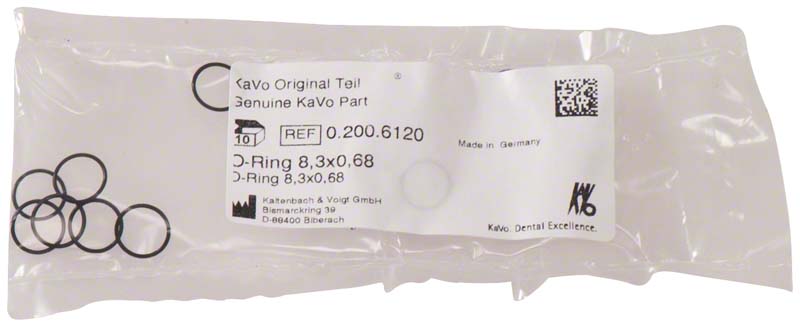 KaVo Original Teil ®
Genuine KaVo Part
10
REF 0.200.6120
Made in Germany
O-Ring 8,3x0,68
O-Ring 8,3x0,68
Kaltenbach & Voigt GmbH
Bismarckring 39
D-88400 Biberach
KAVO
KaVo. Dental Excellence.